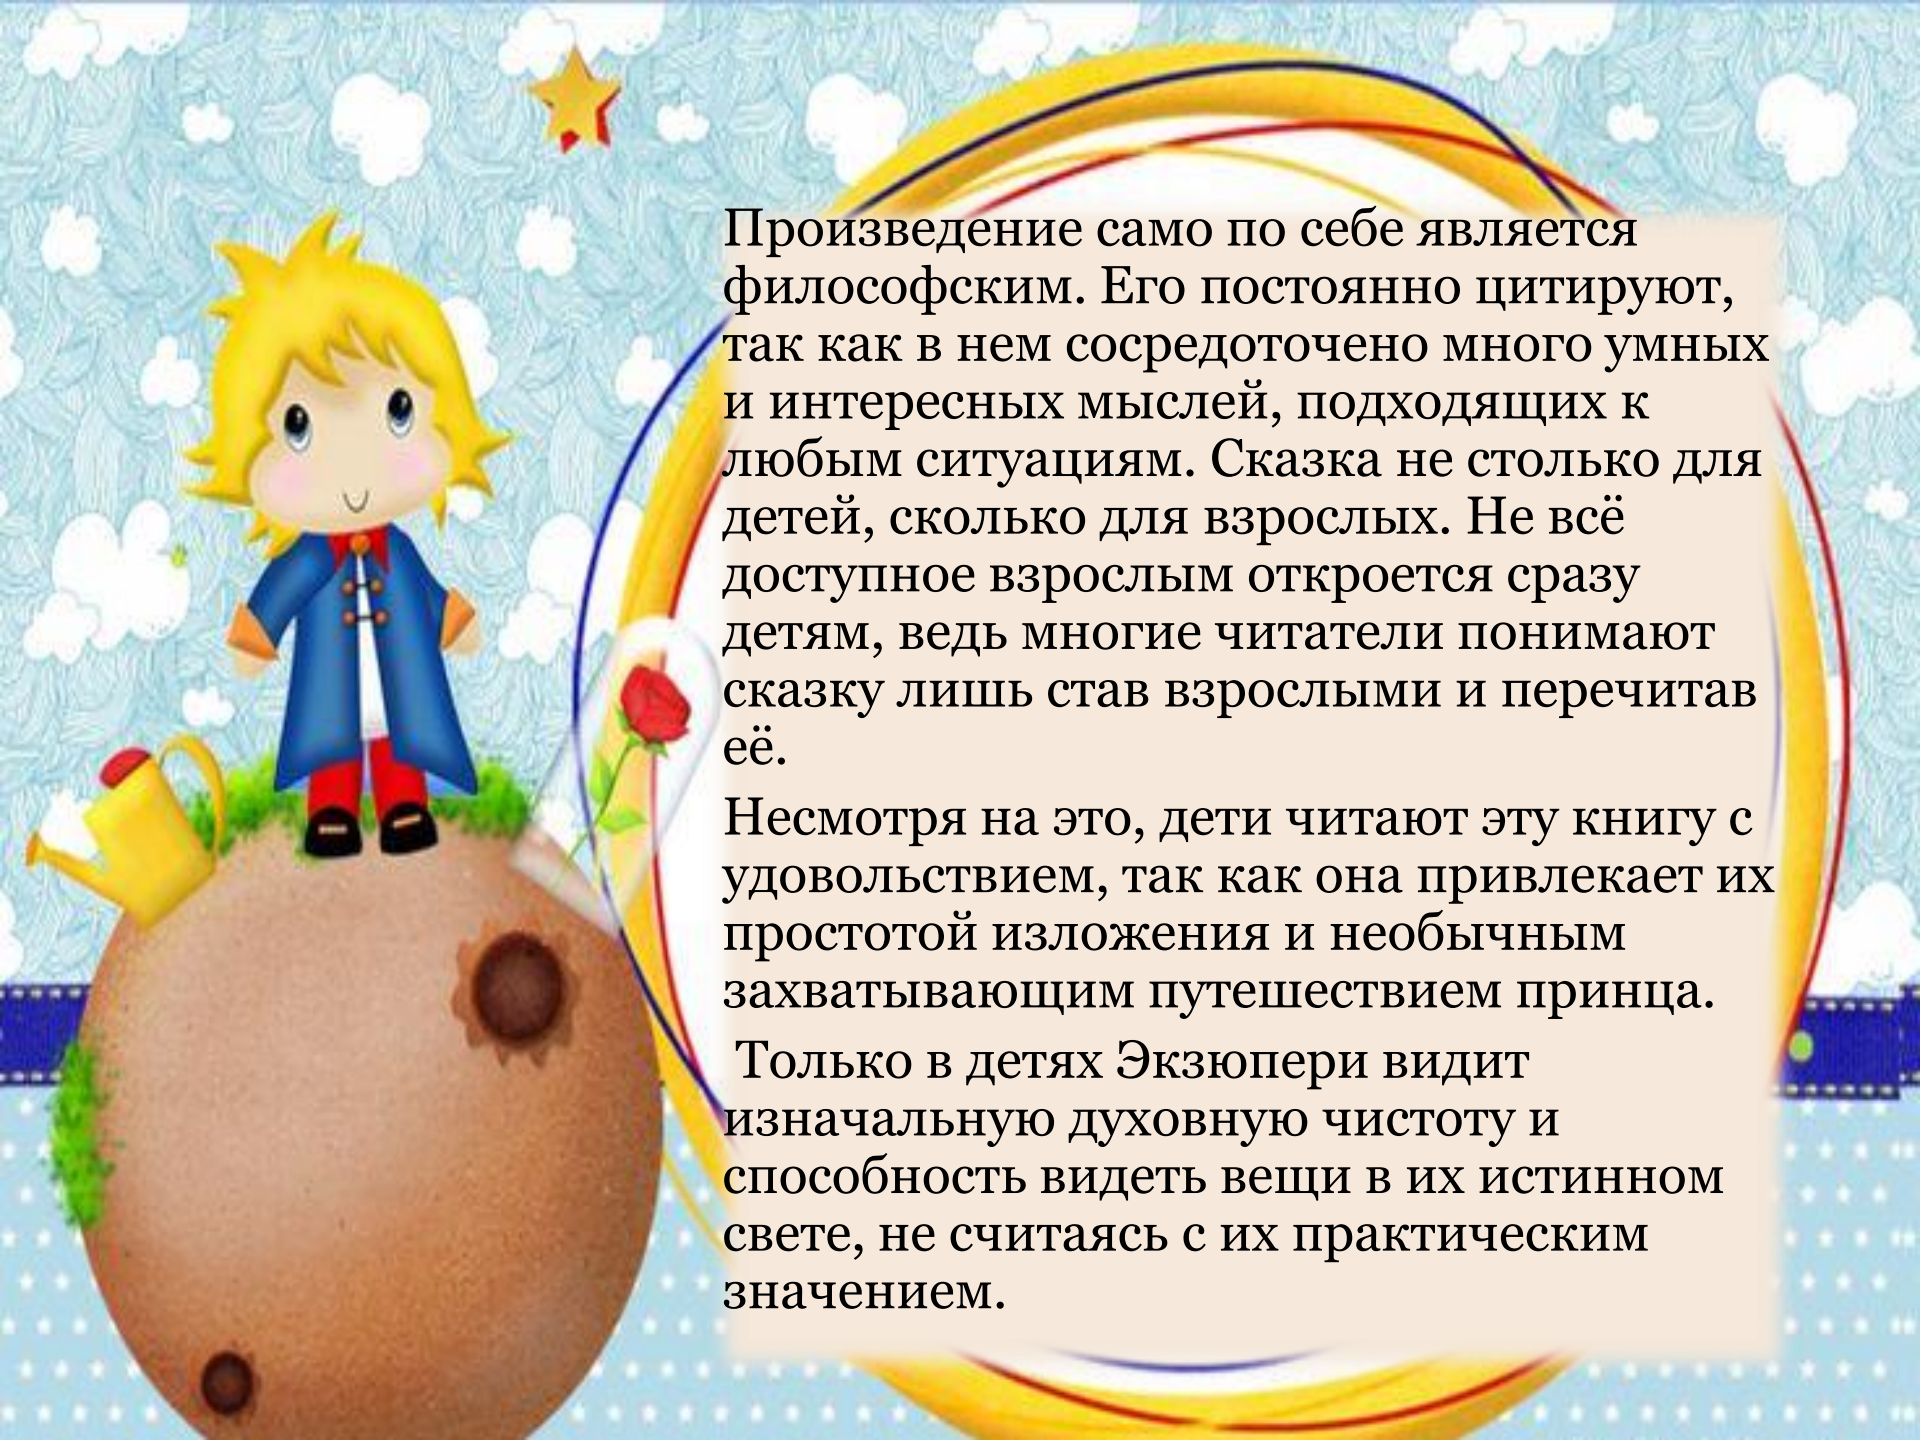 Произведение само по себе является
философским. Его постоянно цитируют,
так как в нем сосредоточено много умных
и интересных мыслей, подходящих к
любым ситуациям. Сказка не столько для
детей, сколько для взрослых. Не всё
доступное взрослым откроется сразу
детям, ведь многие читатели понимают
сказку лишь став взрослыми и перечитав
её.
Несмотря на это, дети читают эту книгу с
удовольствием, так как она привлекает их
простотой изложения и необычным
захватывающим путешествием принца.
Только в детях Экзюпери видит
изначальную духовную чистоту и
способность видеть вещи в их истинном
свете, не считаясь с их практическим
значением.